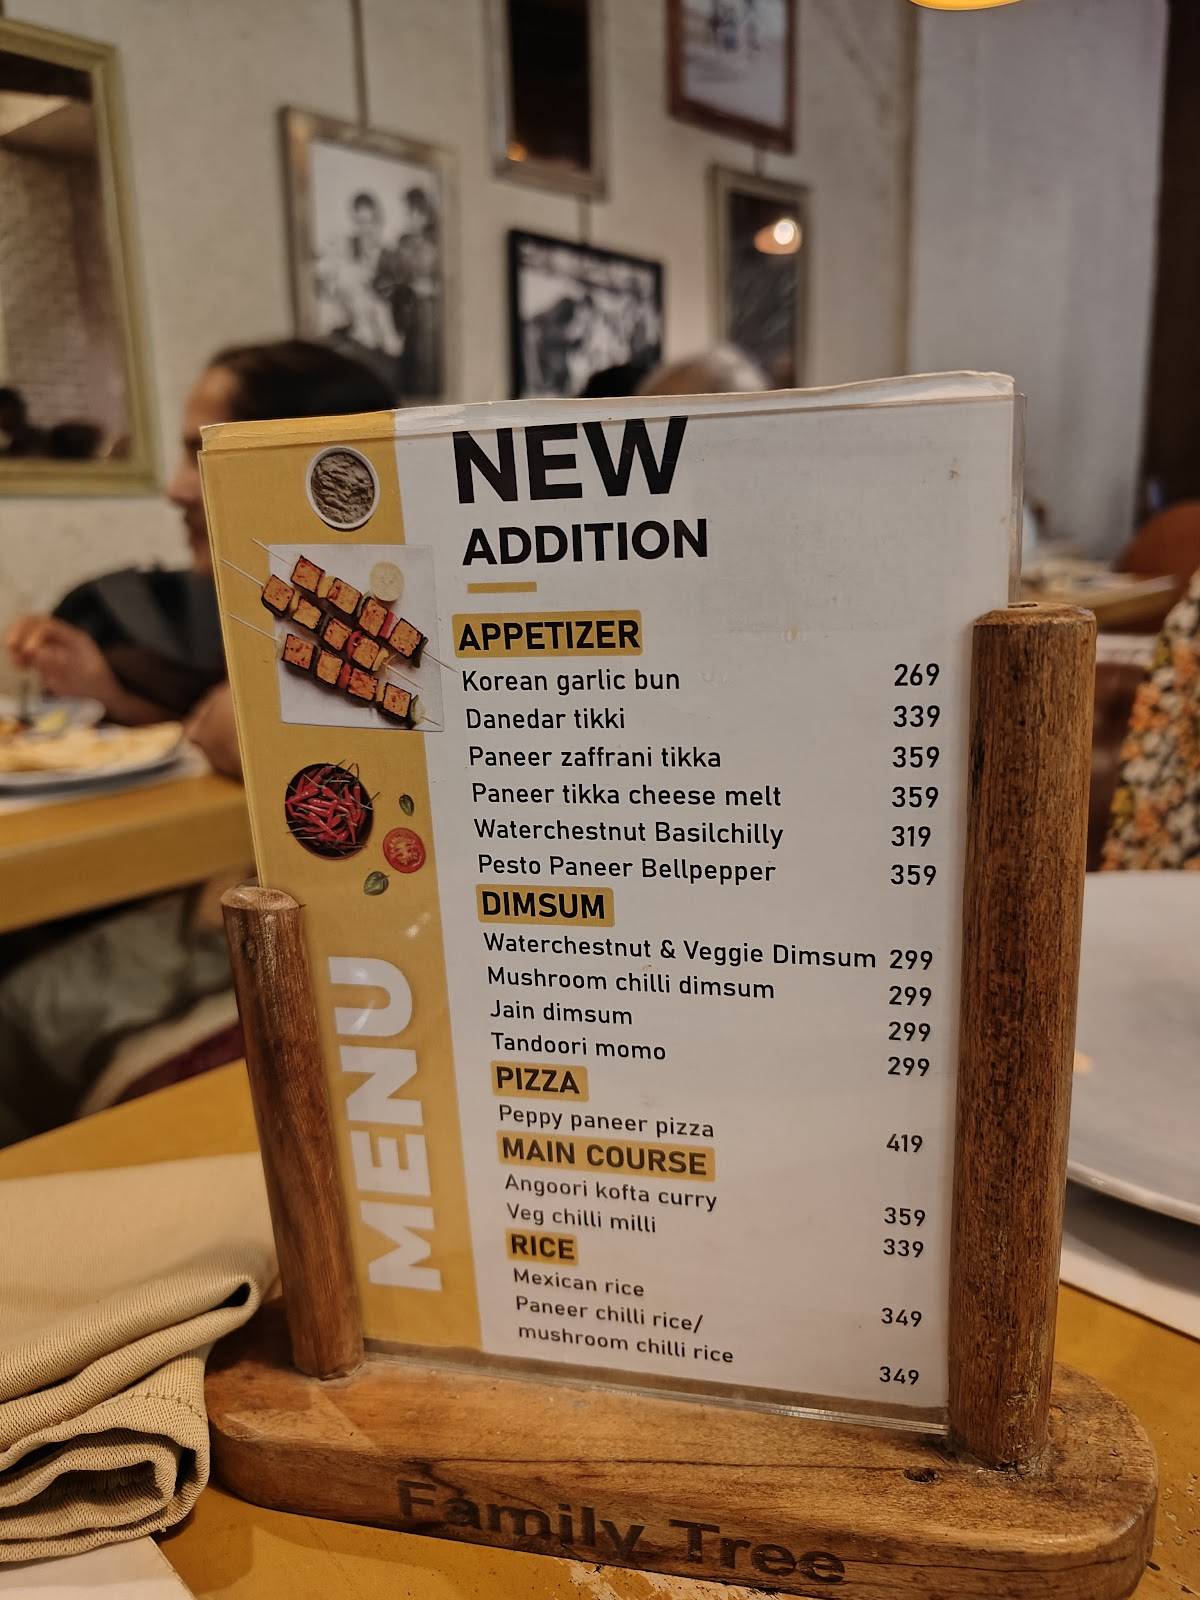 NEW
ADDITION
APPETIZER
Korean garlic bun 269
Danedar tikki 339
Paneer zaffrani tikka 359
Paneer tikka cheese melt 359
Waterchestnut Basilchilly 319
Pesto Paneer Bellpepper 359
DIMSUM
Waterchestnut & Veggie Dimsum 299
Mushroom chilli dimsum 299
Jain dimsum 299
Tandoori momo 299
PIZZA
Peppy paneer pizza 419
MAIN COURSE
Angoori kofta curry 359
Veg chilli milli 339
RICE
Mexican rice 349
Paneer chilli rice/
mushroom chilli rice 349
MENU
Family Tree